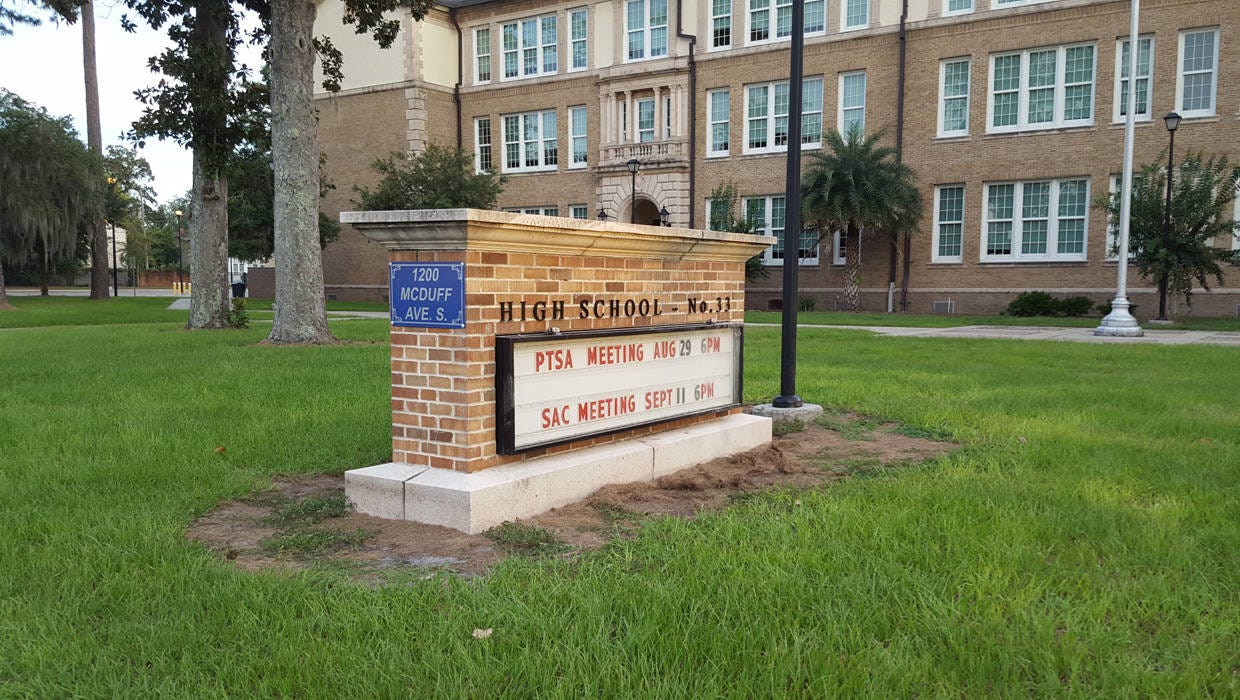 1200
MCDUFF
AVE. S.
HIGH SCHOOL - No. 33
PTSA MEETING AUG 29 6PM
SAC MEETING SEPT 11 6PM